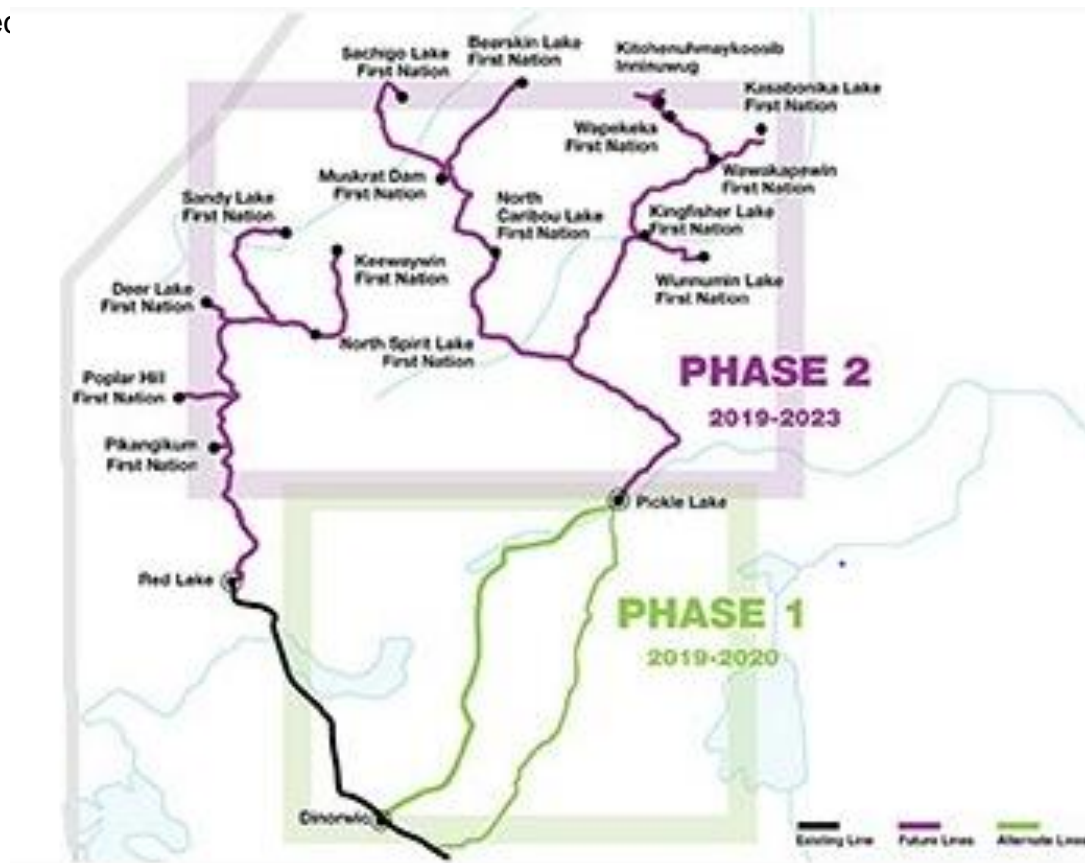 Sachigo Lake
First Nation
Bearskin Lake
First Nation
Kitchenuhmaykoosib
Inninuwug
Kasabonika Lake
First Nation
Wapekeka
First Nation
Muskrat Dam
First Nation
Wawakapewin
First Nation
Sandy Lake
First Nation
North
Caribou Lake
First Nation
Kingfisher Lake
First Nation
Keewaywin
First Nation
Wunnumin Lake
First Nation
Deer Lake
First Nation
North Spirit Lake
First Nation
Poplar Hill
First Nation
PHASE 2
2019-2023
Pikangikum
First Nation
Pickle Lake
Red Lake
PHASE 1
2019-2020
Dinorwic
Existing Line
Future Lines
Alternate Lines